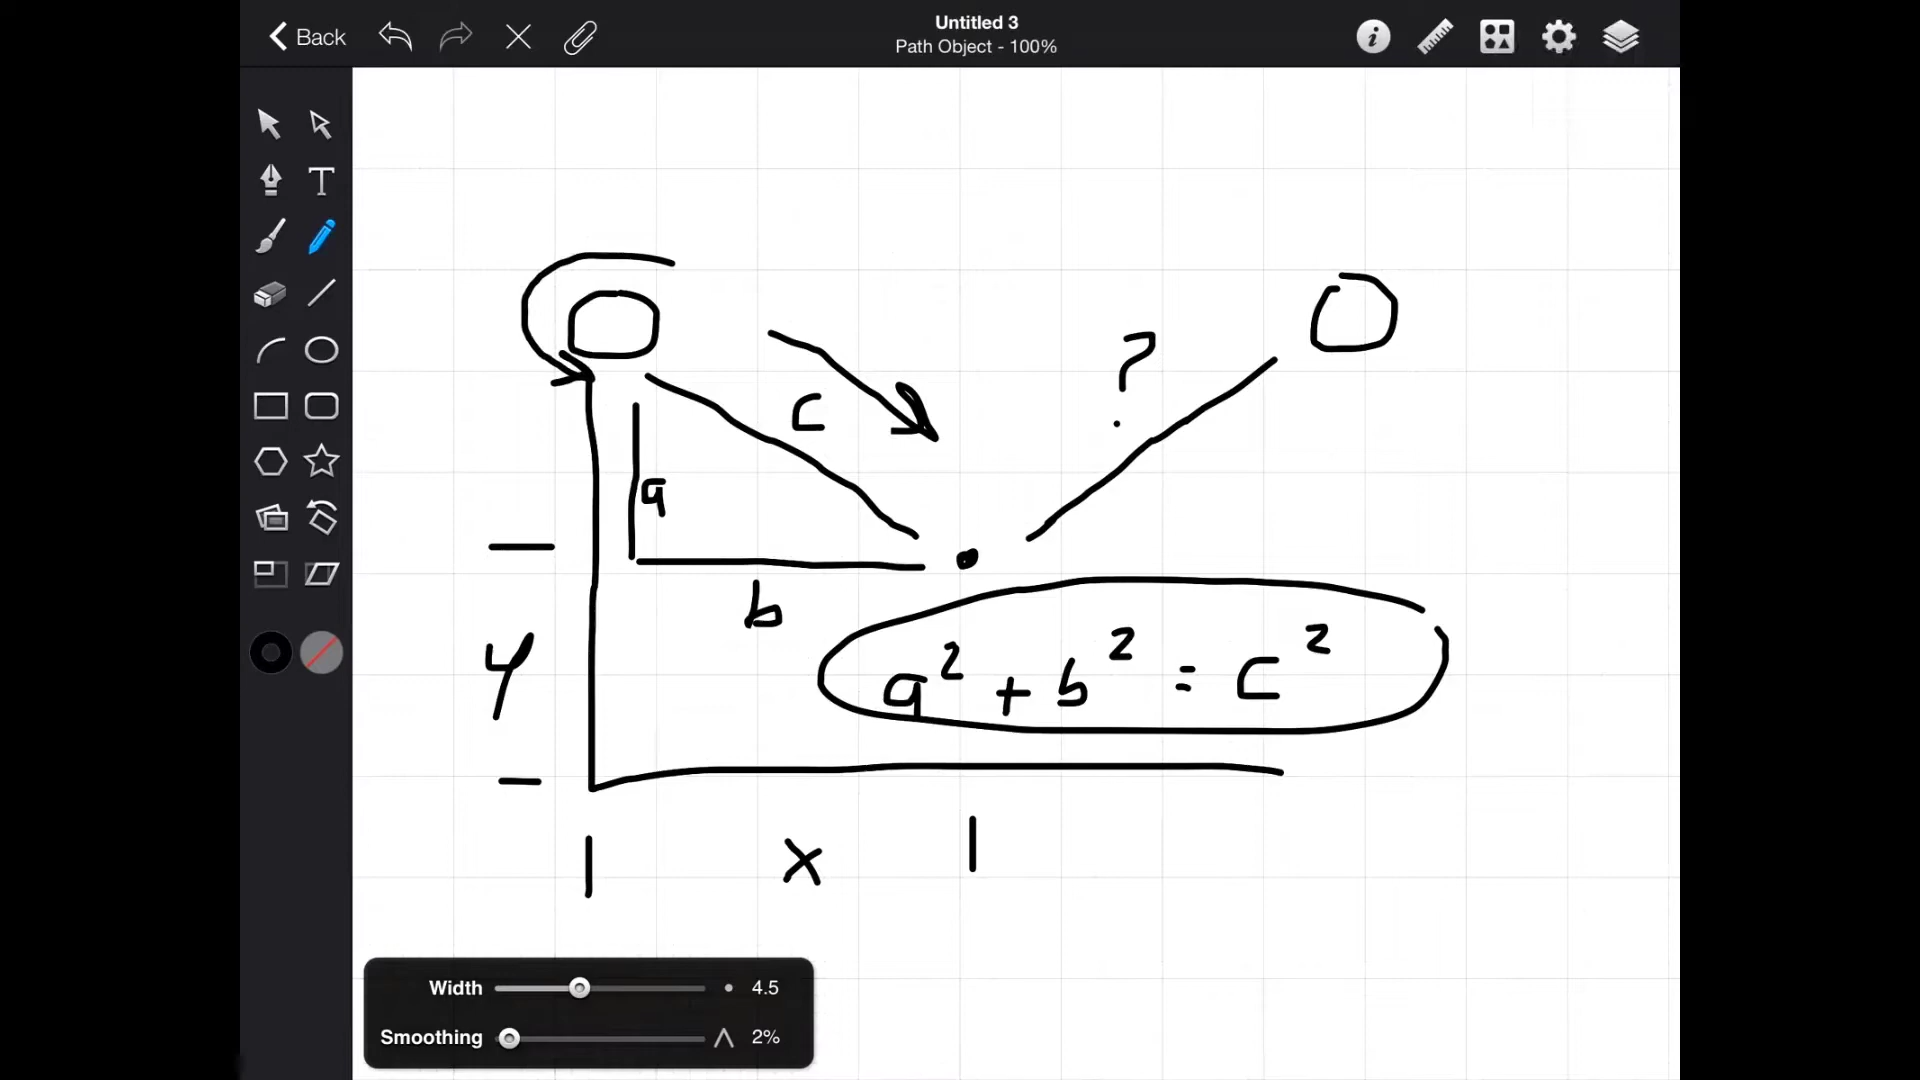 Untitled 3
Back
Path Object - 100%
T
?
C
a
b
a² + b² = c²
y
x
Width 4.5
Smoothing 2%